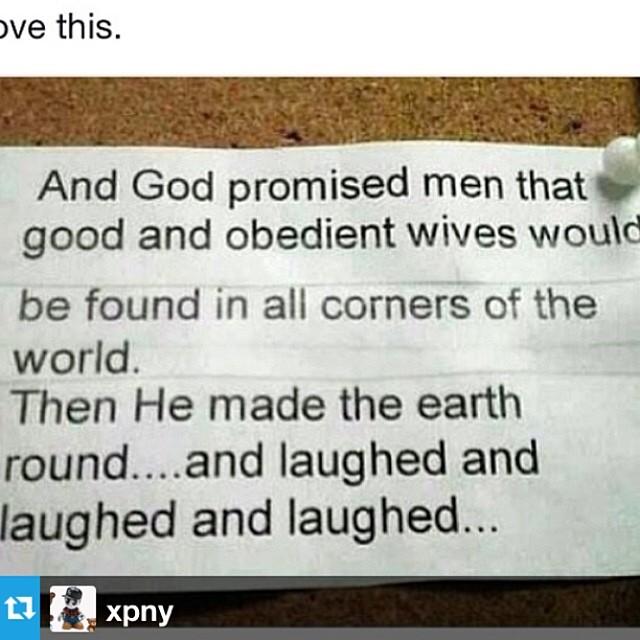 ove this.
And God promised men that
good and obedient wives would
be found in all corners of the
world.
Then He made the earth
round....and laughed and
laughed and laughed...
xpny